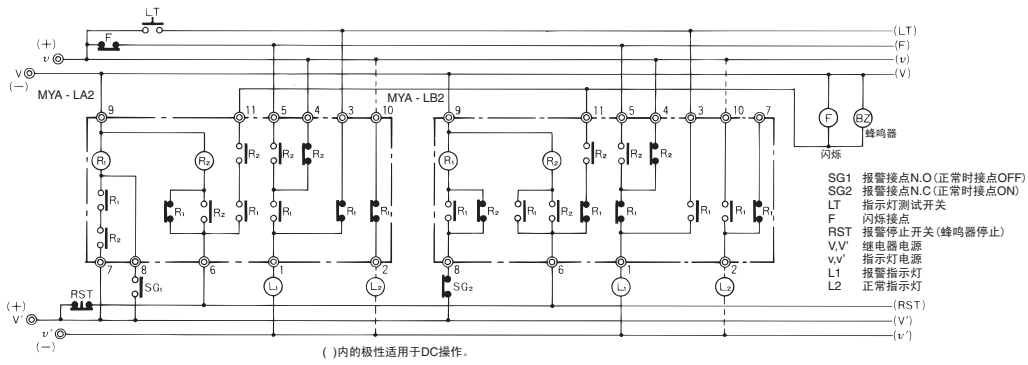 LT
(LT)
F
(+)
(F)
v
(v)
V
(V)
(—)
MYA - LA2
MYA - LB2
9 11 5 4 3 10 9 11 5 4 3 10 7
F
BZ
蜂鸣器
闪烁
R₁ R₂ R₂ R₂ R₂ R₁ R₂ R₂ R₂ R₂
R₁ R₁ R₂ R₁ R₁ R₁ R₁ R₁ R₂ R₁ R₂ R₁ R₁ R₁ R₁ R₁
R₂
7 8 6 1 2 8 6 1 2
SG₁ L₁ L₂ SG₂ L₁ L₂
SG1 报警接点N.O(正常时接点OFF)
SG2 报警接点N.C(正常时接点ON)
LT 指示灯测试开关
F 闪烁接点
RST 报警停止开关(蜂鸣器停止)
V,V' 继电器电源
v,v' 指示灯电源
L1 报警指示灯
L2 正常指示灯
RST
(+)
(RST)
V'
(V')
v'
(v')
(—)
( )内的极性适用于DC操作。